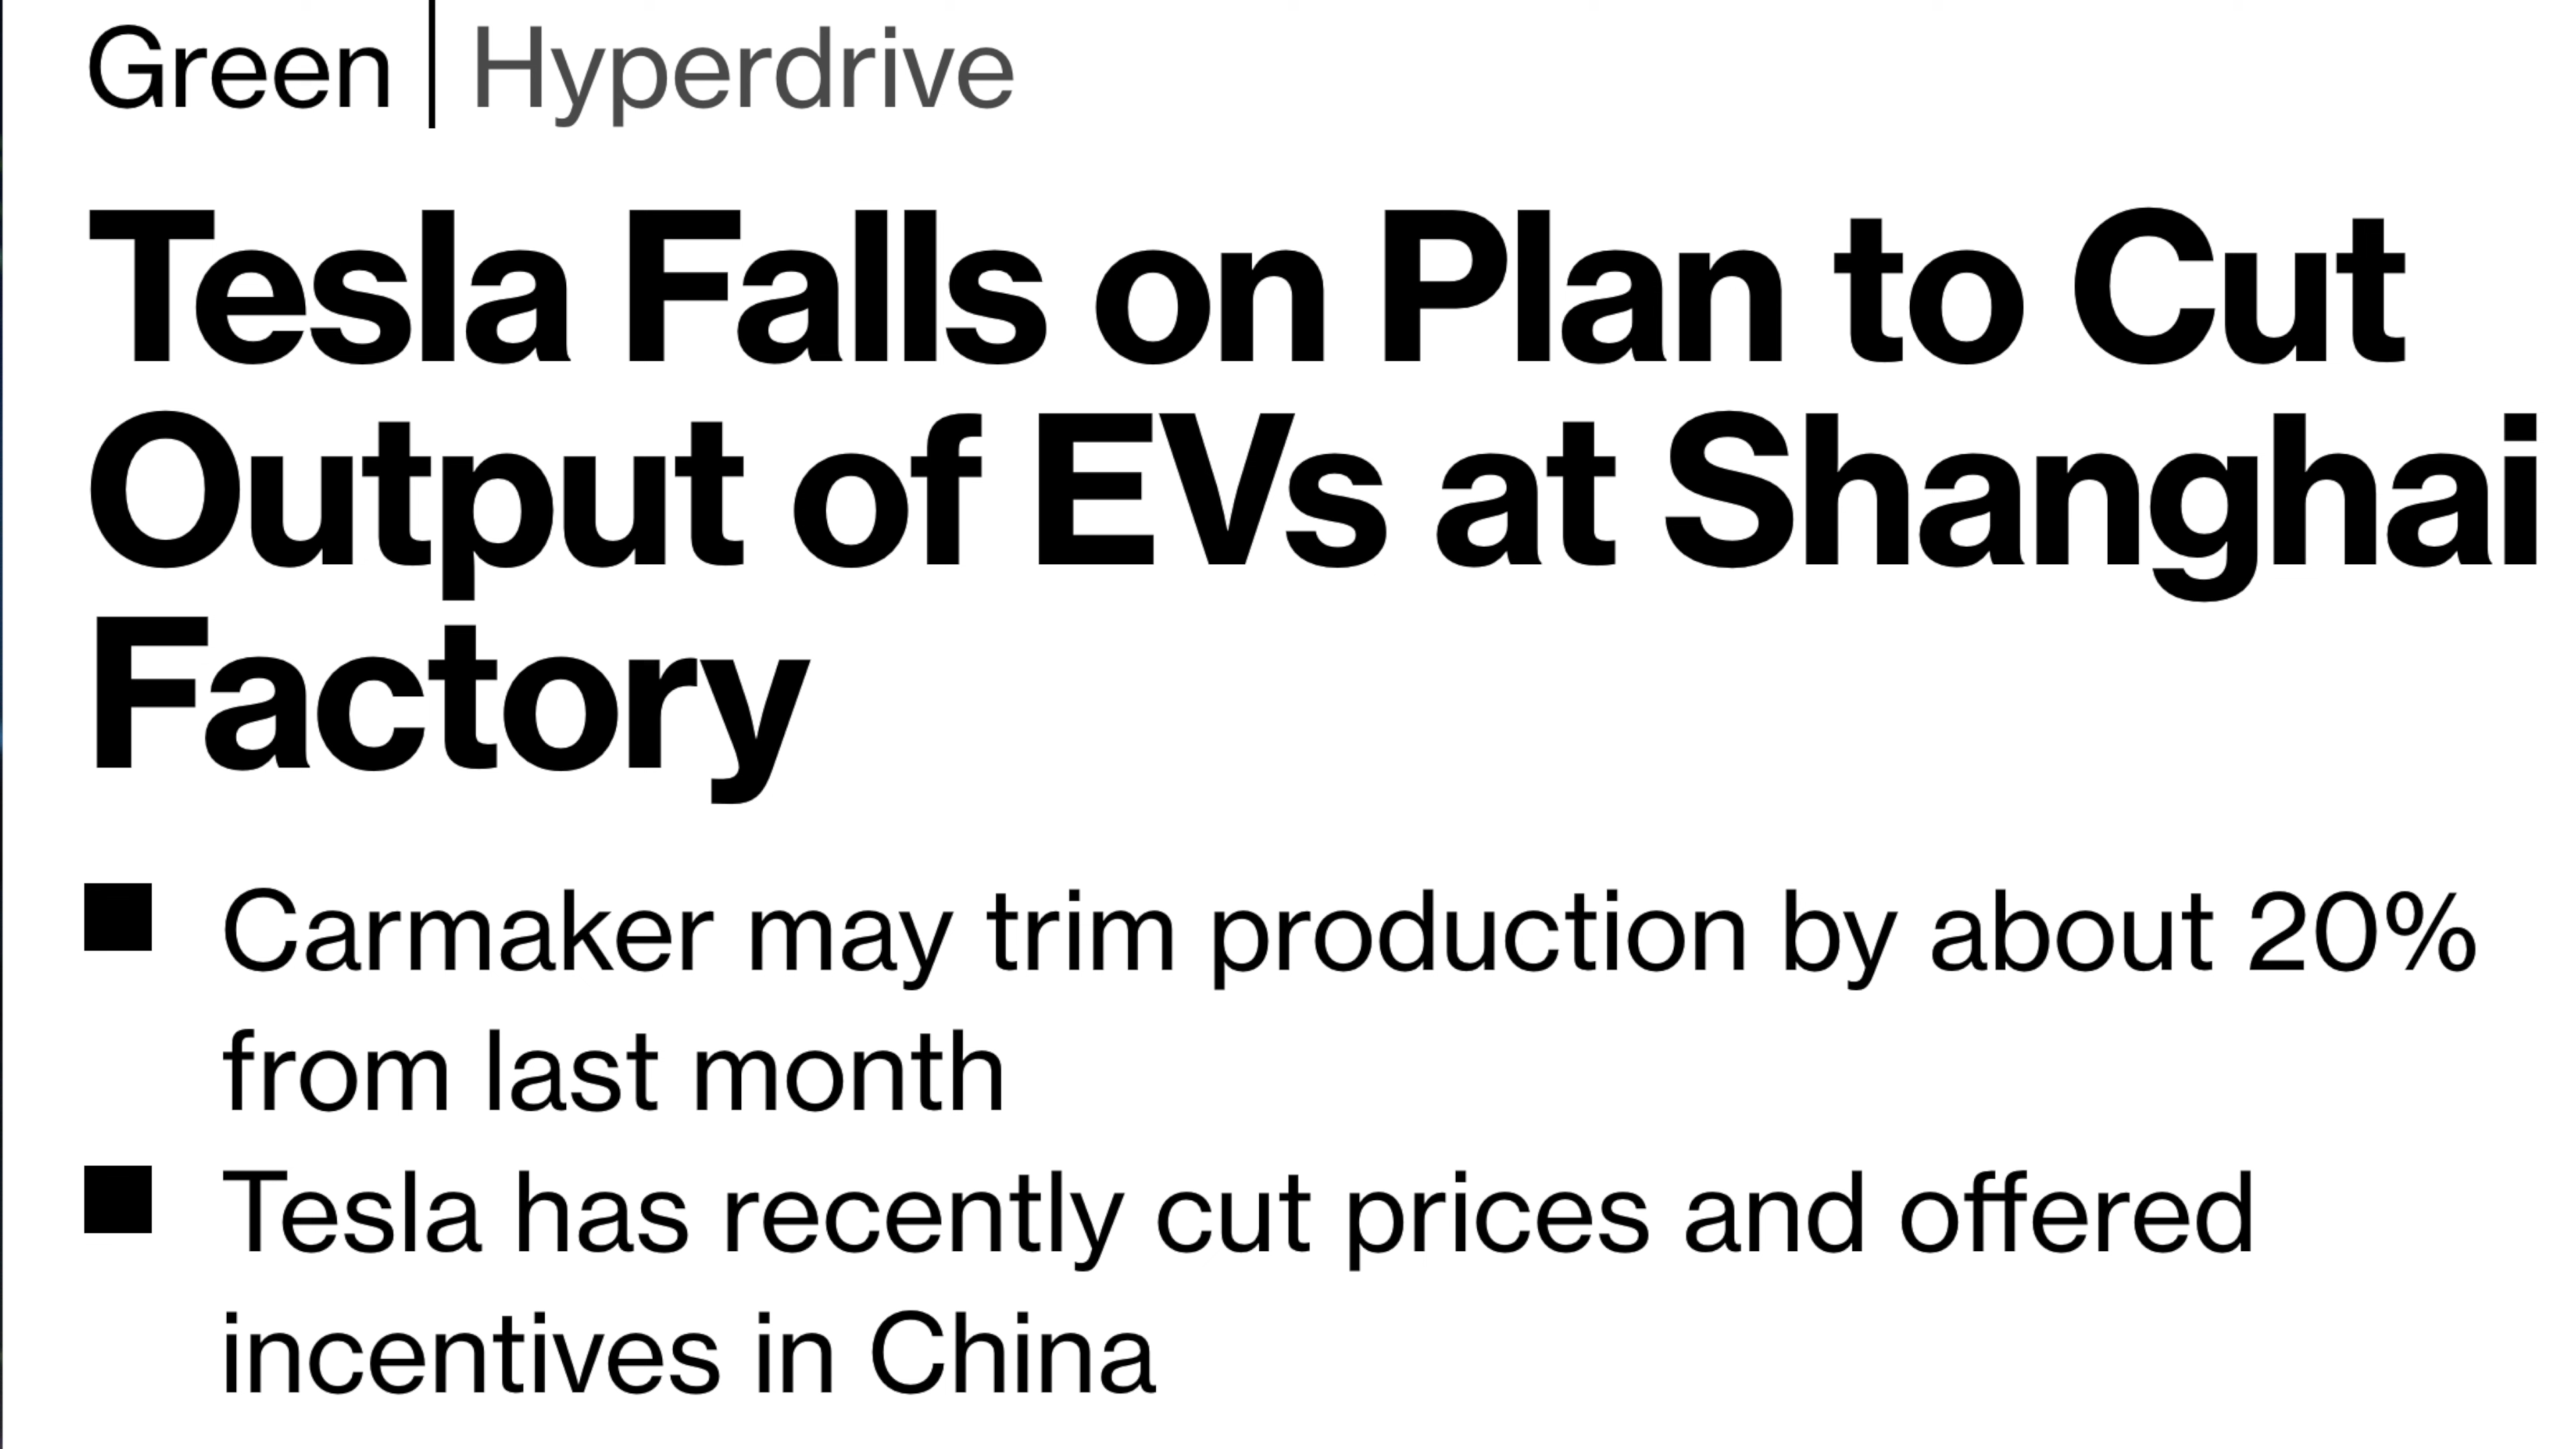 Green | Hyperdrive
Tesla Falls on Plan to Cut
Output of EVs at Shanghai
Factory
■ Carmaker may trim production by about 20%
from last month
■ Tesla has recently cut prices and offered
incentives in China